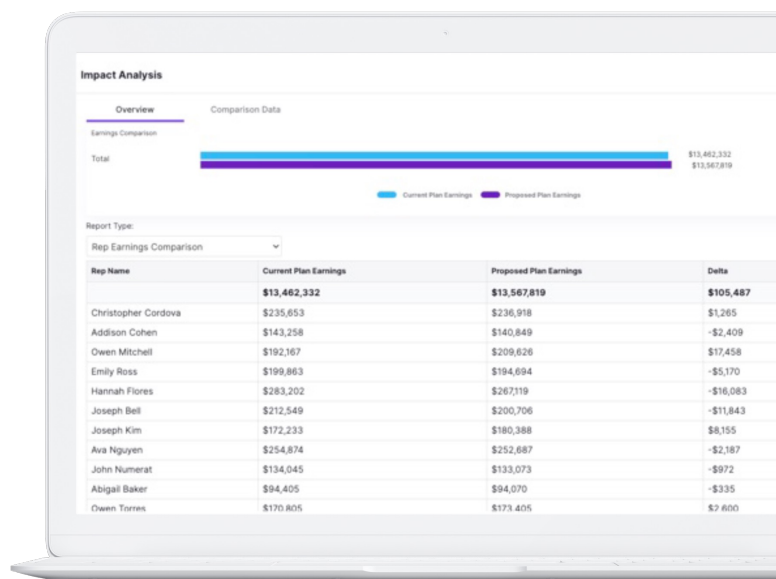 Impact Analysis
Overview Comparison Data
Earnings Comparison
Total $13,462,332
$13,567,819
Current Plan Earnings Proposed Plan Earnings
Report Type:
Rep Earnings Comparison
Rep Name Current Plan Earnings Proposed Plan Earnings Delta
$13,462,332 $13,567,819 $105,487
Christopher Cordova $235,653 $236,918 $1,265
Addison Cohen $143,258 $140,849 -$2,409
Owen Mitchell $192,167 $209,626 $17,458
Emily Ross $199,863 $194,694 -$5,170
Hannah Flores $283,202 $267,119 -$16,083
Joseph Bell $212,549 $200,706 -$11,843
Joseph Kim $172,233 $180,388 $8,155
Ava Nguyen $254,874 $252,687 -$2,187
John Numerat $134,045 $133,073 -$972
Abigail Baker $94,405 $94,070 -$335
Owen Torres $170,805 $173,405 $2,600